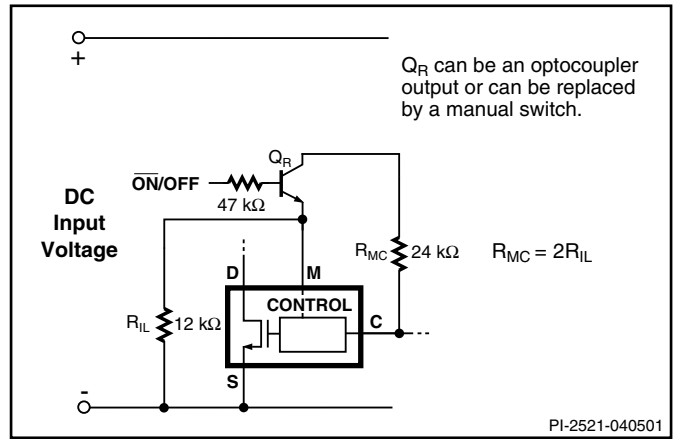 +
Q_R can be an optocoupler
output or can be replaced
by a manual switch.
Q_R
O̅N̅/OFF
47 kΩ
DC
Input
Voltage
R_MC 24 kΩ
R_MC = 2R_IL
D
M
CONTROL
C
R_IL 12 kΩ
S
-
PI-2521-040501